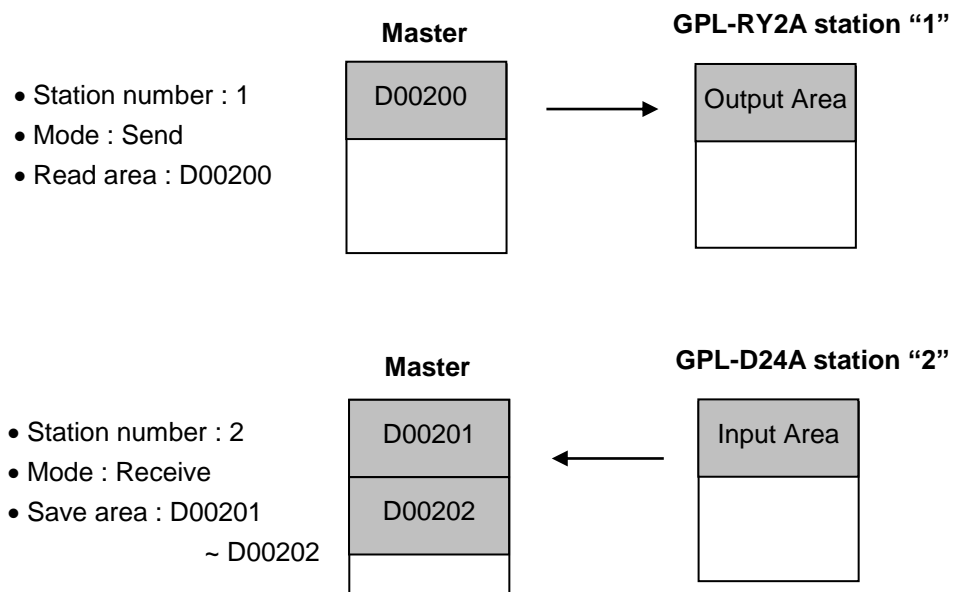 Master
GPL-RY2A station “1”
• Station number : 1
• Mode : Send
• Read area : D00200
D00200
Output Area
Master
GPL-D24A station “2”
• Station number : 2
• Mode : Receive
• Save area : D00201
~ D00202
D00201
D00202
Input Area